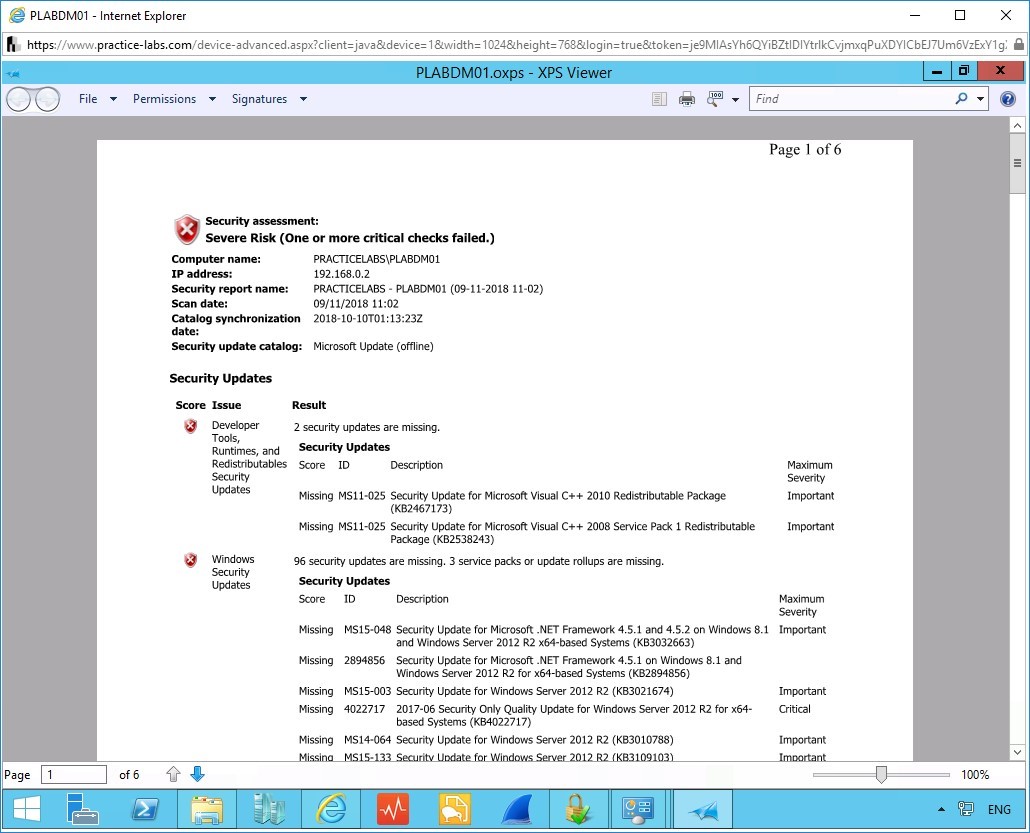 PLABDM01 - Internet Explorer
https://www.practice-labs.com/device-advanced.aspx?client=java&device=1&width=1024&height=768&login=true&token=
PLABDM01.oxps - XPS Viewer
File Permissions Signatures Find
Page 1 of 6
Security assessment:
Severe Risk (One or more critical checks failed.)
Computer name: PRACTICELABS\PLABDM01
IP address: 192.168.0.2
Security report name: PRACTICELABS - PLABDM01 (09-11-2018 11-02)
Scan date: 09/11/2018 11:02
Catalog synchronization date: 2018-10-10T01:13:23Z
Security update catalog: Microsoft Update (offline)
Security Updates
Score Issue Result
Developer Tools, Runtimes, and Redistributables Security Updates
2 security updates are missing.
Security Updates
Score ID Description Maximum Severity
Missing MS11-025 Security Update for Microsoft Visual C++ 2010 Redistributable Package (KB2467173) Important
Missing MS11-025 Security Update for Microsoft Visual C++ 2008 Service Pack 1 Redistributable Package (KB2538243) Important
Windows Security Updates
96 security updates are missing. 3 service packs or update rollups are missing.
Security Updates
Score ID Description Maximum Severity
Missing MS15-048 Security Update for Microsoft .NET Framework 4.5.1 and 4.5.2 on Windows 8.1 and Windows Server 2012 R2 x64-based Systems (KB3032663) Important
Missing 2894856 Security Update for Microsoft .NET Framework 4.5.1 on Windows 8.1 and Windows Server 2012 R2 for x64-based Systems (KB2894856)
Missing MS15-003 Security Update for Windows Server 2012 R2 (KB3021674) Important
Missing 4022717 2017-06 Security Only Quality Update for Windows Server 2012 R2 for x64-based Systems (KB4022717) Critical
Missing MS14-064 Security Update for Windows Server 2012 R2 (KB3010788) Important
Missing MS15-133 Security Update for Windows Server 2012 R2 (KB3109103) Important
Page 1 of 6 100%
ENG